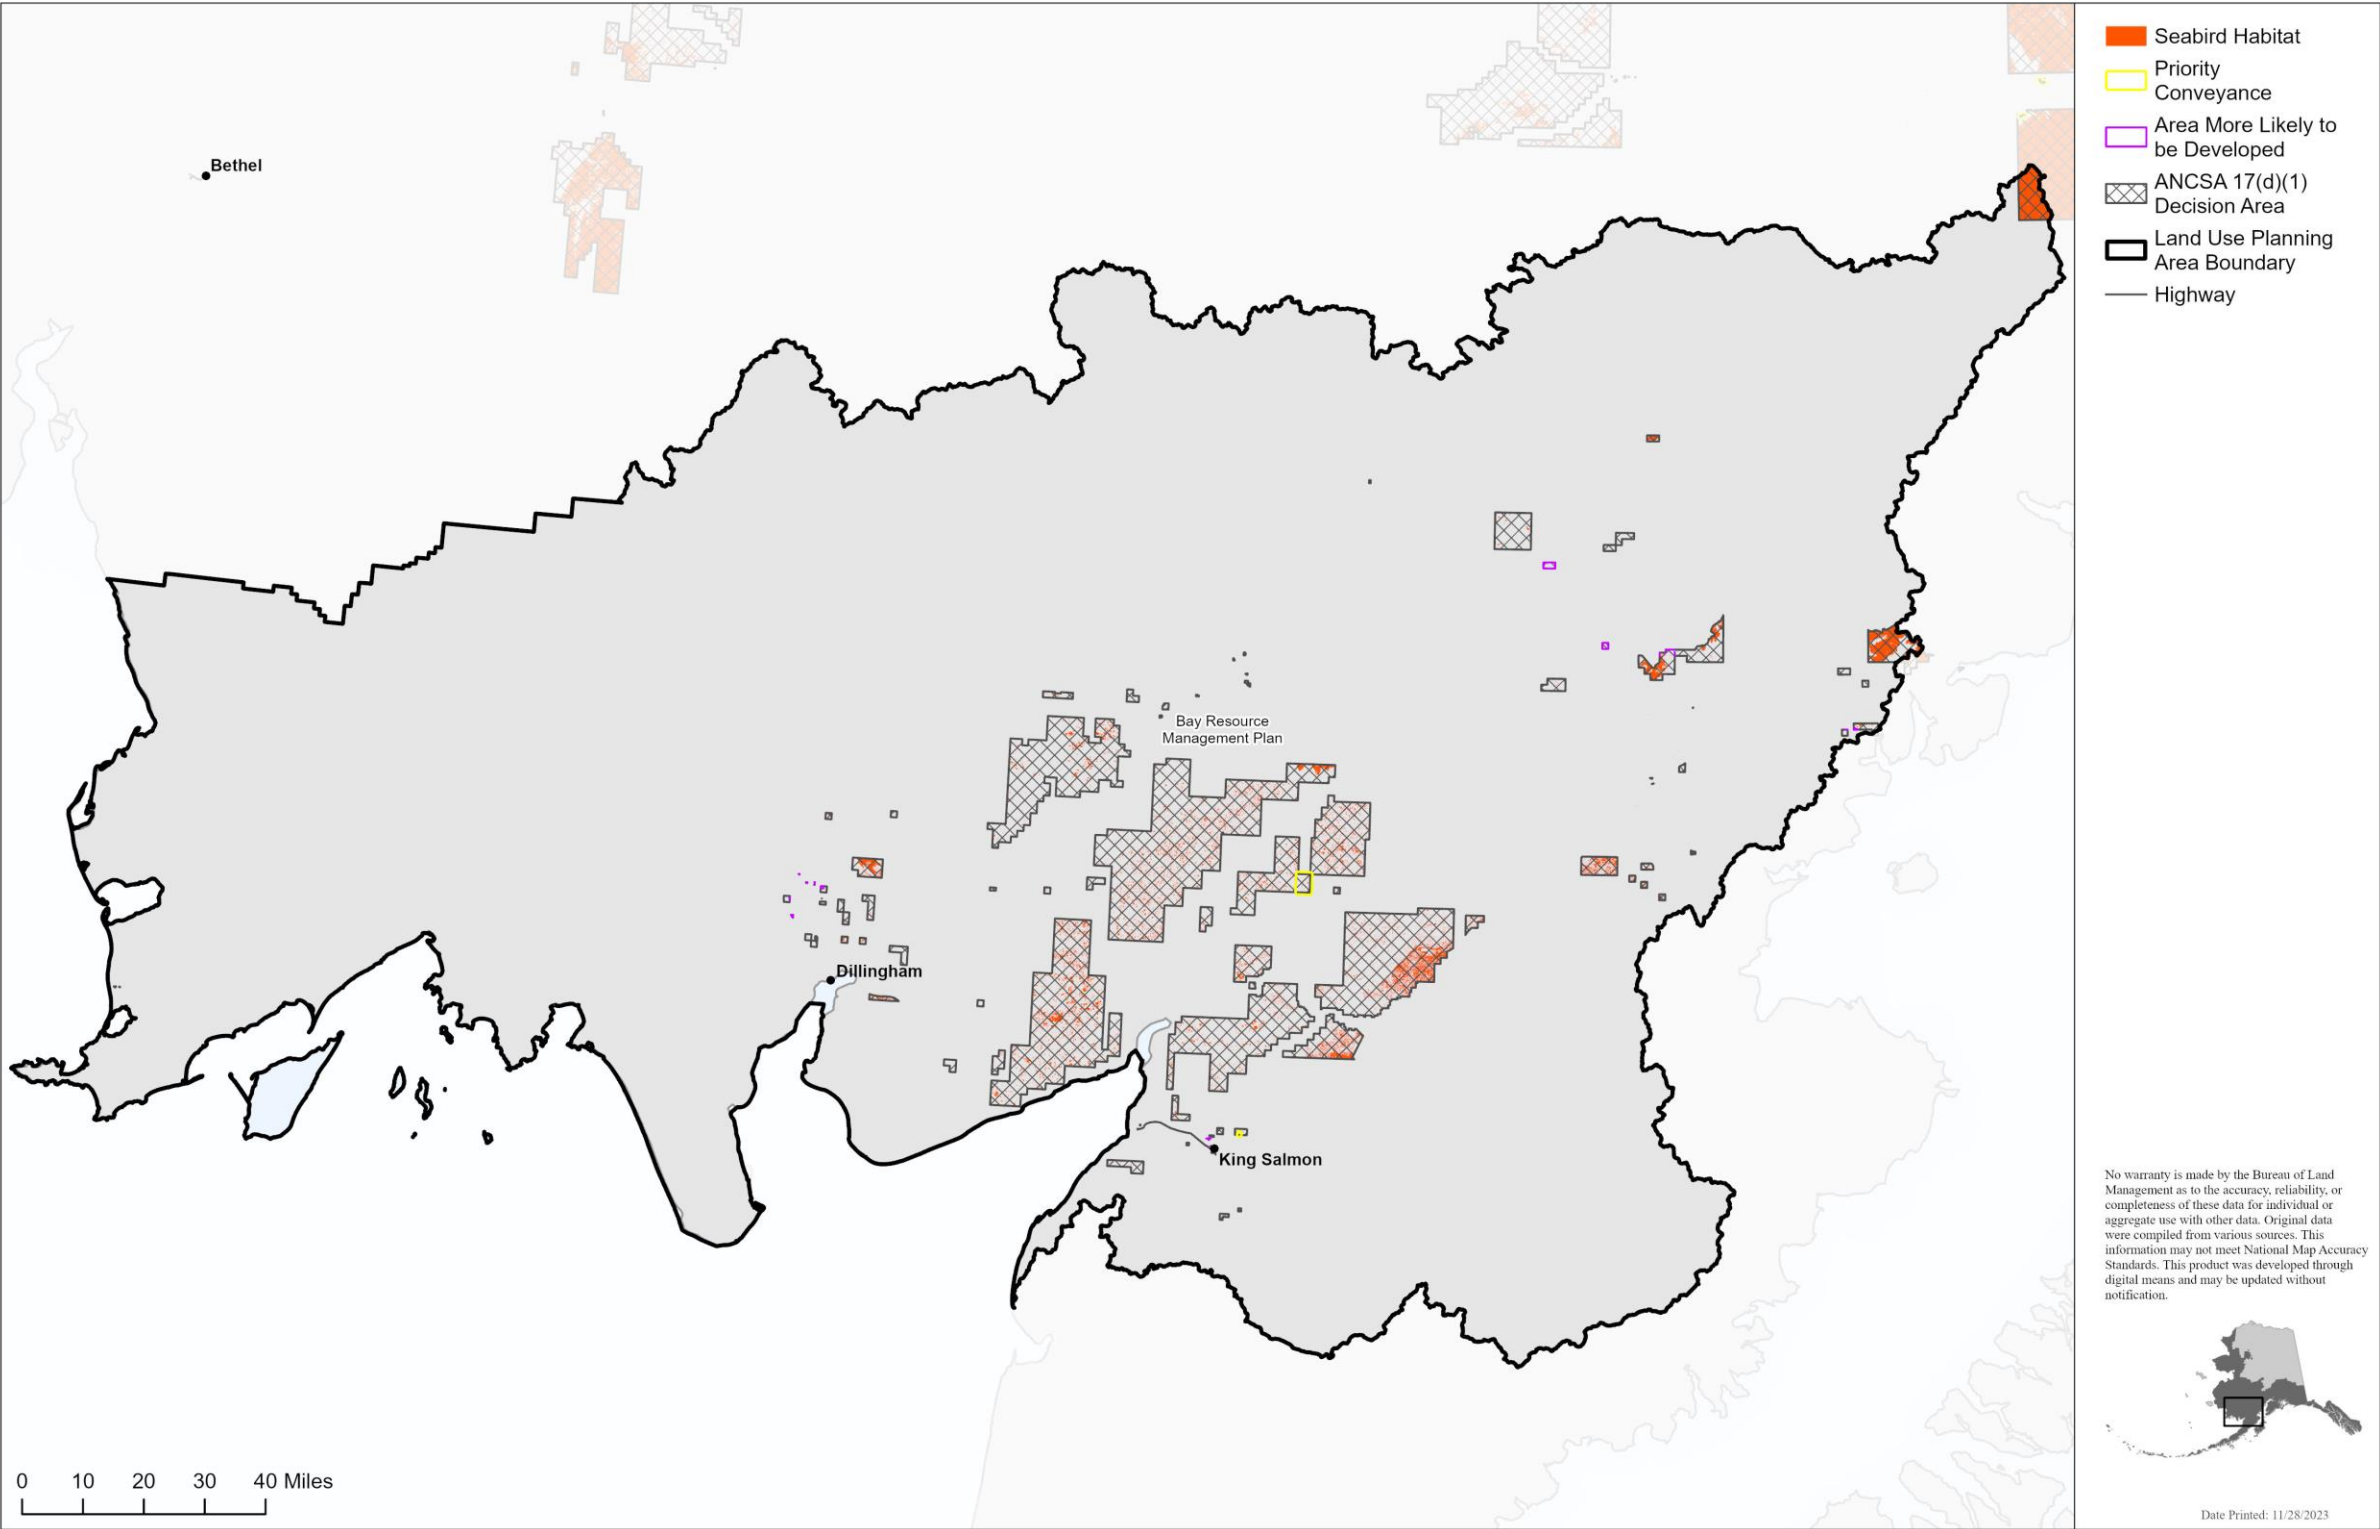 Seabird Habitat
Priority
Conveyance
Area More Likely to
be Developed
ANCSA 17(d)(1)
Decision Area
Land Use Planning
Area Boundary
Highway
Bethel
Bay Resource
Management Plan
Dillingham
King Salmon
0 10 20 30 40 Miles
No warranty is made by the Bureau of Land
Management as to the accuracy, reliability, or
completeness of these data for individual or
aggregate use with other data. Original data
were compiled from various sources. This
information may not meet National Map Accuracy
Standards. This product was developed through
digital means and may be updated without
notification.
Date Printed: 11/28/2023